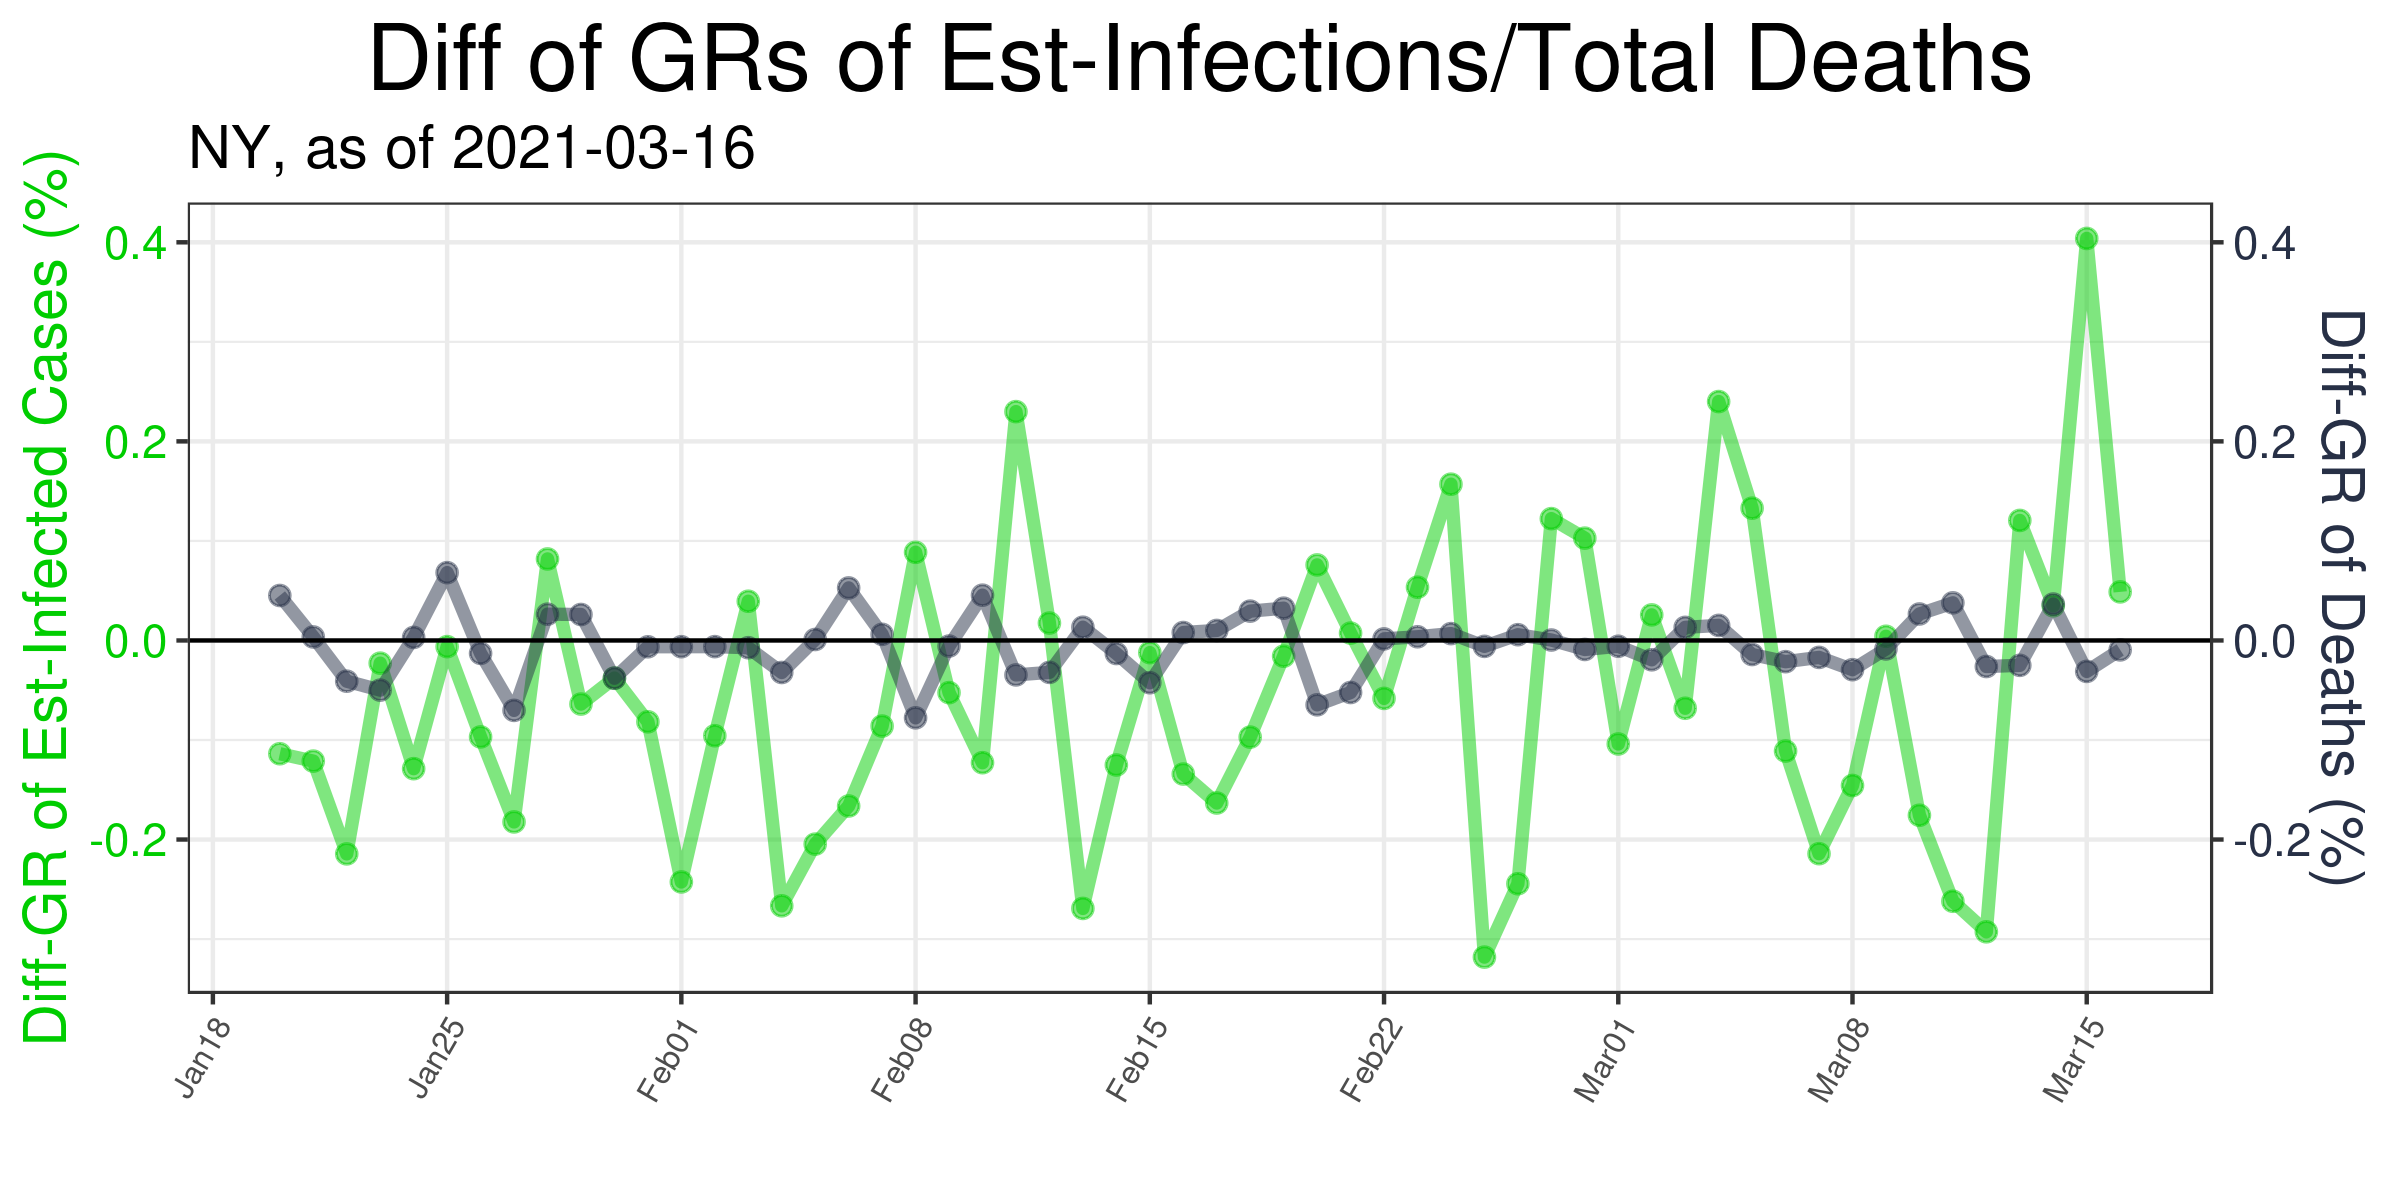 Diff of GRs of Est-Infections/Total Deaths
NY, as of 2021-03-16
Diff-GR of Est-Infected Cases (%)
0.4
0.2
0.0
-0.2
0.4
0.2
0.0
-0.2
Diff-GR of Deaths (%)
Jan18
Jan25
Feb01
Feb08
Feb15
Feb22
Mar01
Mar08
Mar15